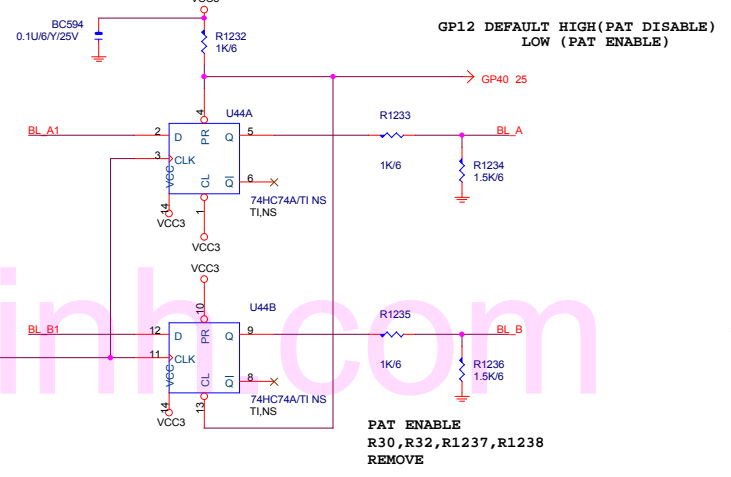 VCC3
BC594
0.1U/6/Y/25V
R1232
1K/6
GP12 DEFAULT HIGH(PAT DISABLE)
LOW (PAT ENABLE)
GP40 25
4
U44A
R1233
BL_A1
2
D
PR
Q
5
BL_A
3
CLK
1K/6
R1234
1.5K/6
VCC
CL
Q
6
14
1
74HC74A/TI NS
TI,NS
VCC3
VCC3
VCC3
10
U44B
R1235
BL_B1
12
D
PR
Q
9
BL_B
11
CLK
1K/6
R1236
1.5K/6
VCC
CL
Q
8
14
13
74HC74A/TI NS
TI,NS
VCC3
PAT ENABLE
R30,R32,R1237,R1238
REMOVE
inh.com